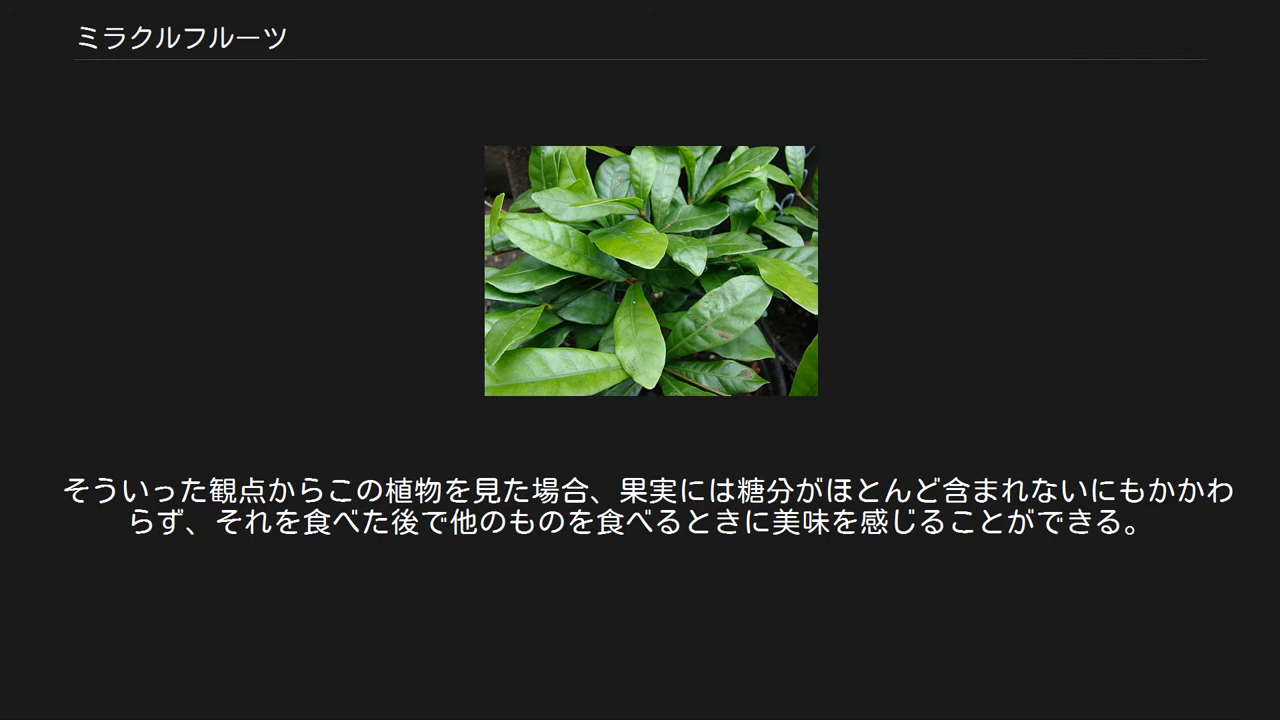 ミラクルフルーツ
そういった観点からこの植物を見た場合、果実には糖分がほとんど含まれないにもかかわ
らず、それを食べた後で他のものを食べるときに美味を感じることができる。